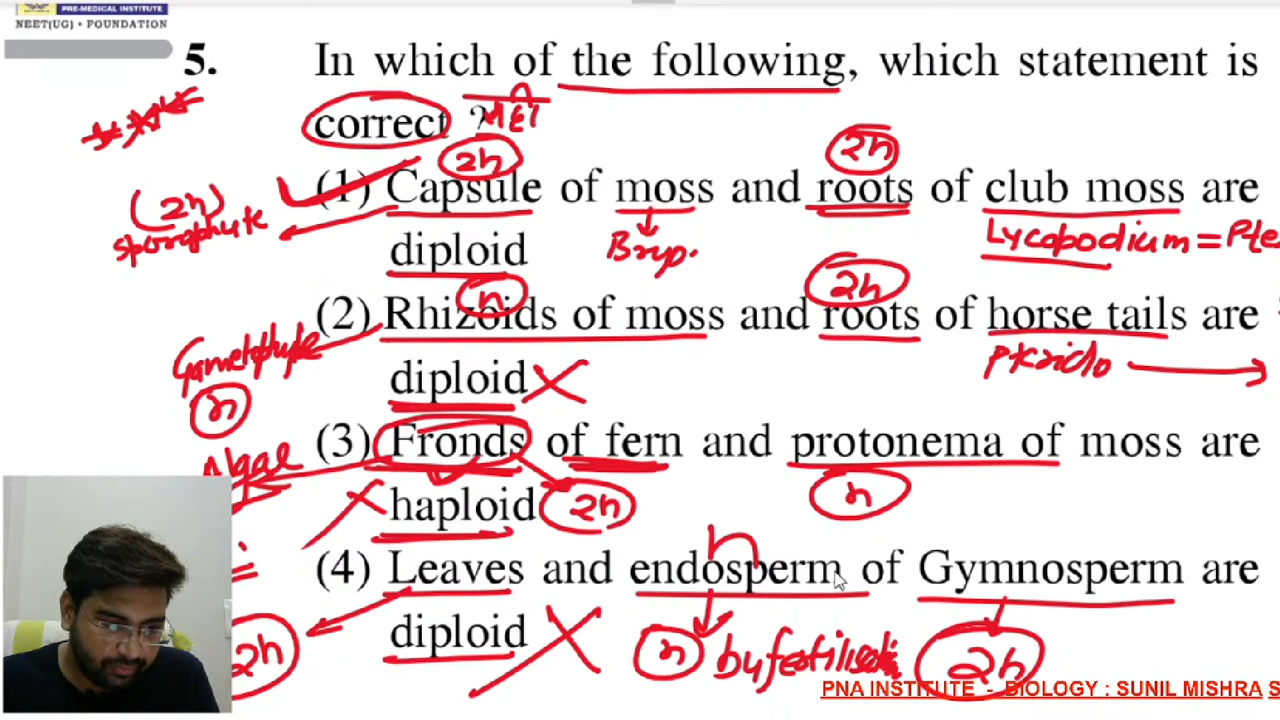 PRE-MEDICAL INSTITUTE
NEET(UG) • FOUNDATION
5. In which of the following, which statement is
correct ?
2n 2n
(1) Capsule of moss and roots of club moss are
(2n)
sporophyte
Bryo. Lycopodium = Pte
diploid
n 2n
(2) Rhizoids of moss and roots of horse tails are
Gametophyte
Pterido
diploid
n
(3) Fronds of fern and protonema of moss are
Algae
haploid 2n n
n
(4) Leaves and endosperm of Gymnosperm are
diploid
2n n 2n
PNA INSTITUTE - BIOLOGY : SUNIL MISHRA S